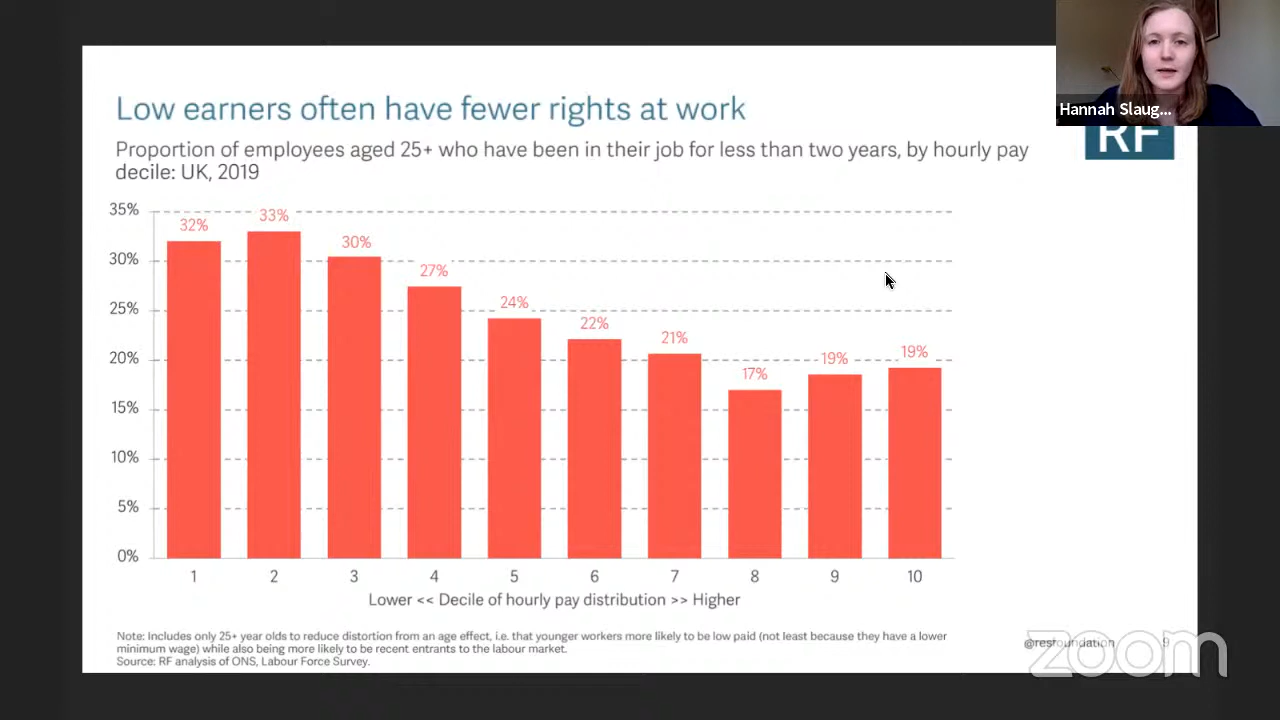 Hannah Slaug...
RF
Low earners often have fewer rights at work
Proportion of employees aged 25+ who have been in their job for less than two years, by hourly pay
decile: UK, 2019
35%
30%
25%
20%
15%
10%
5%
0%
32%
33%
30%
27%
24%
22%
21%
17%
19%
19%
1 2 3 4 5 6 7 8 9 10
Lower << Decile of hourly pay distribution >> Higher
Note: Includes only 25+ year olds to reduce distortion from an age effect, i.e. that younger workers more likely to be low paid (not least because they have a lower
minimum wage) while also being more likely to be recent entrants to the labour market.
Source: RF analysis of ONS, Labour Force Survey.
@resfoundation 9
zoom